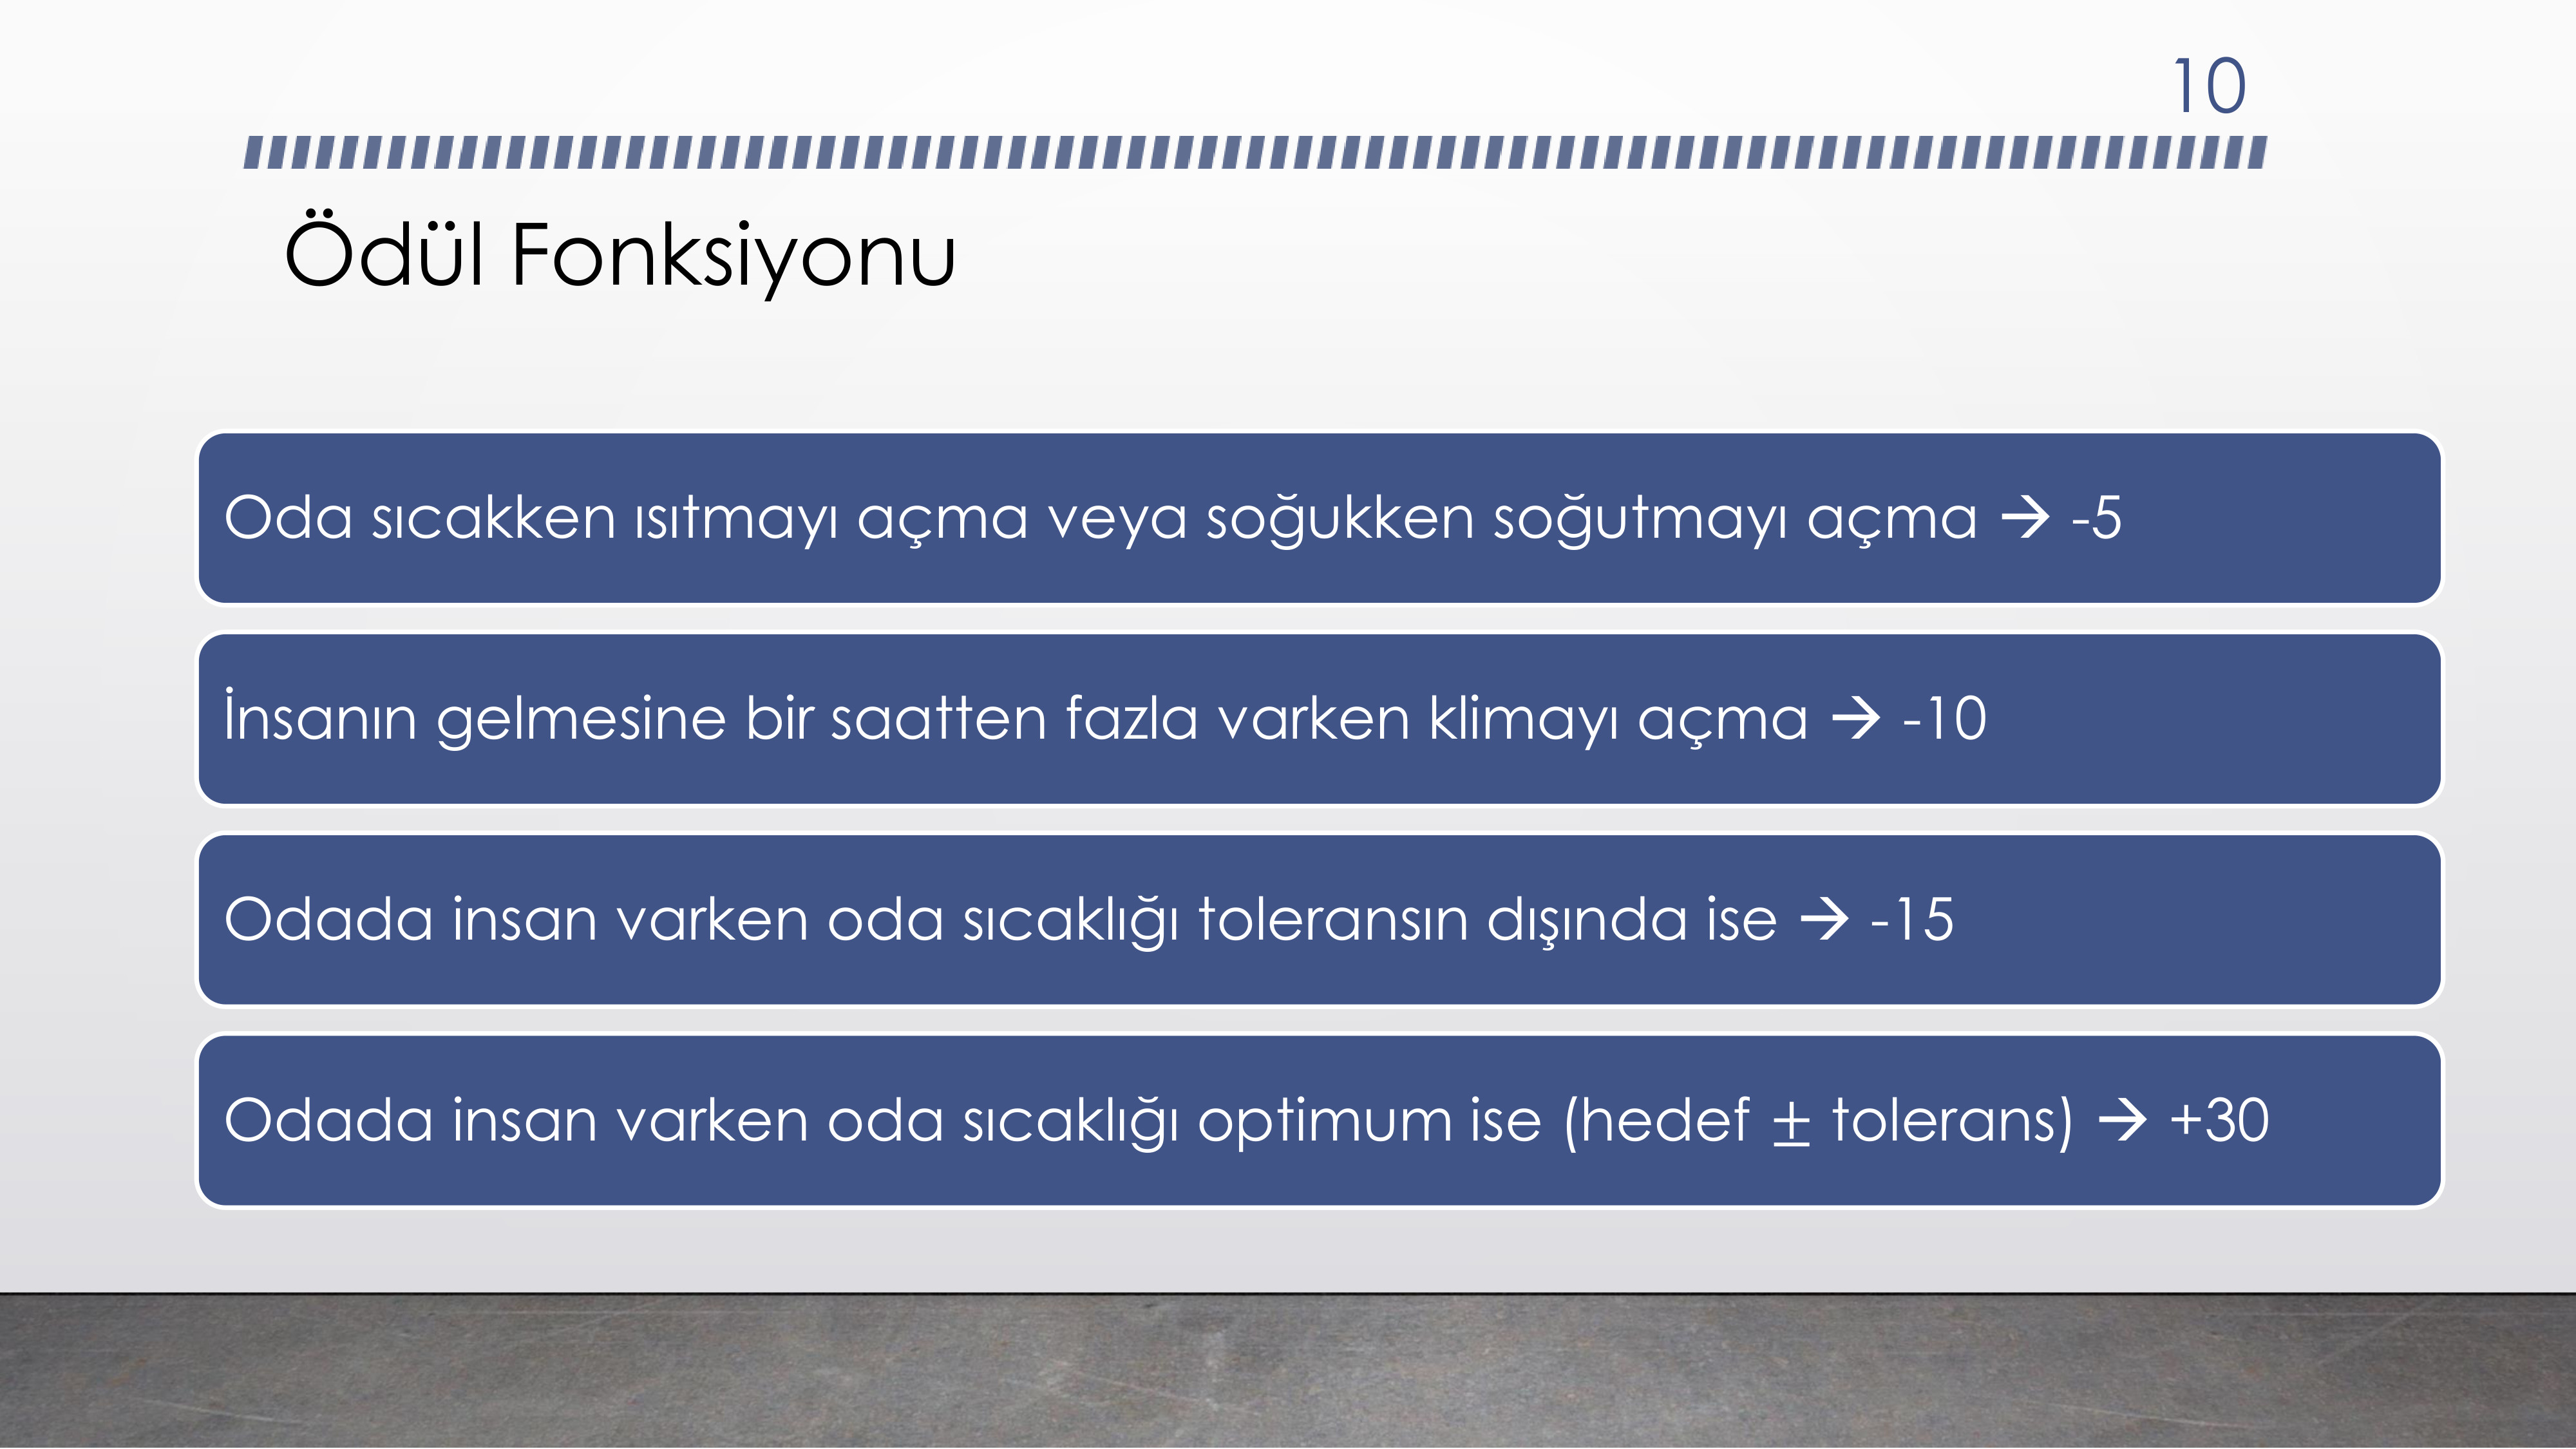 10
Ödül Fonksiyonu
Oda sıcakken ısıtmayı açma veya soğukken soğutmayı açma → -5
İnsanın gelmesine bir saatten fazla varken klimayı açma → -10
Odada insan varken oda sıcaklığı toleransın dışında ise → -15
Odada insan varken oda sıcaklığı optimum ise (hedef ± tolerans) → +30